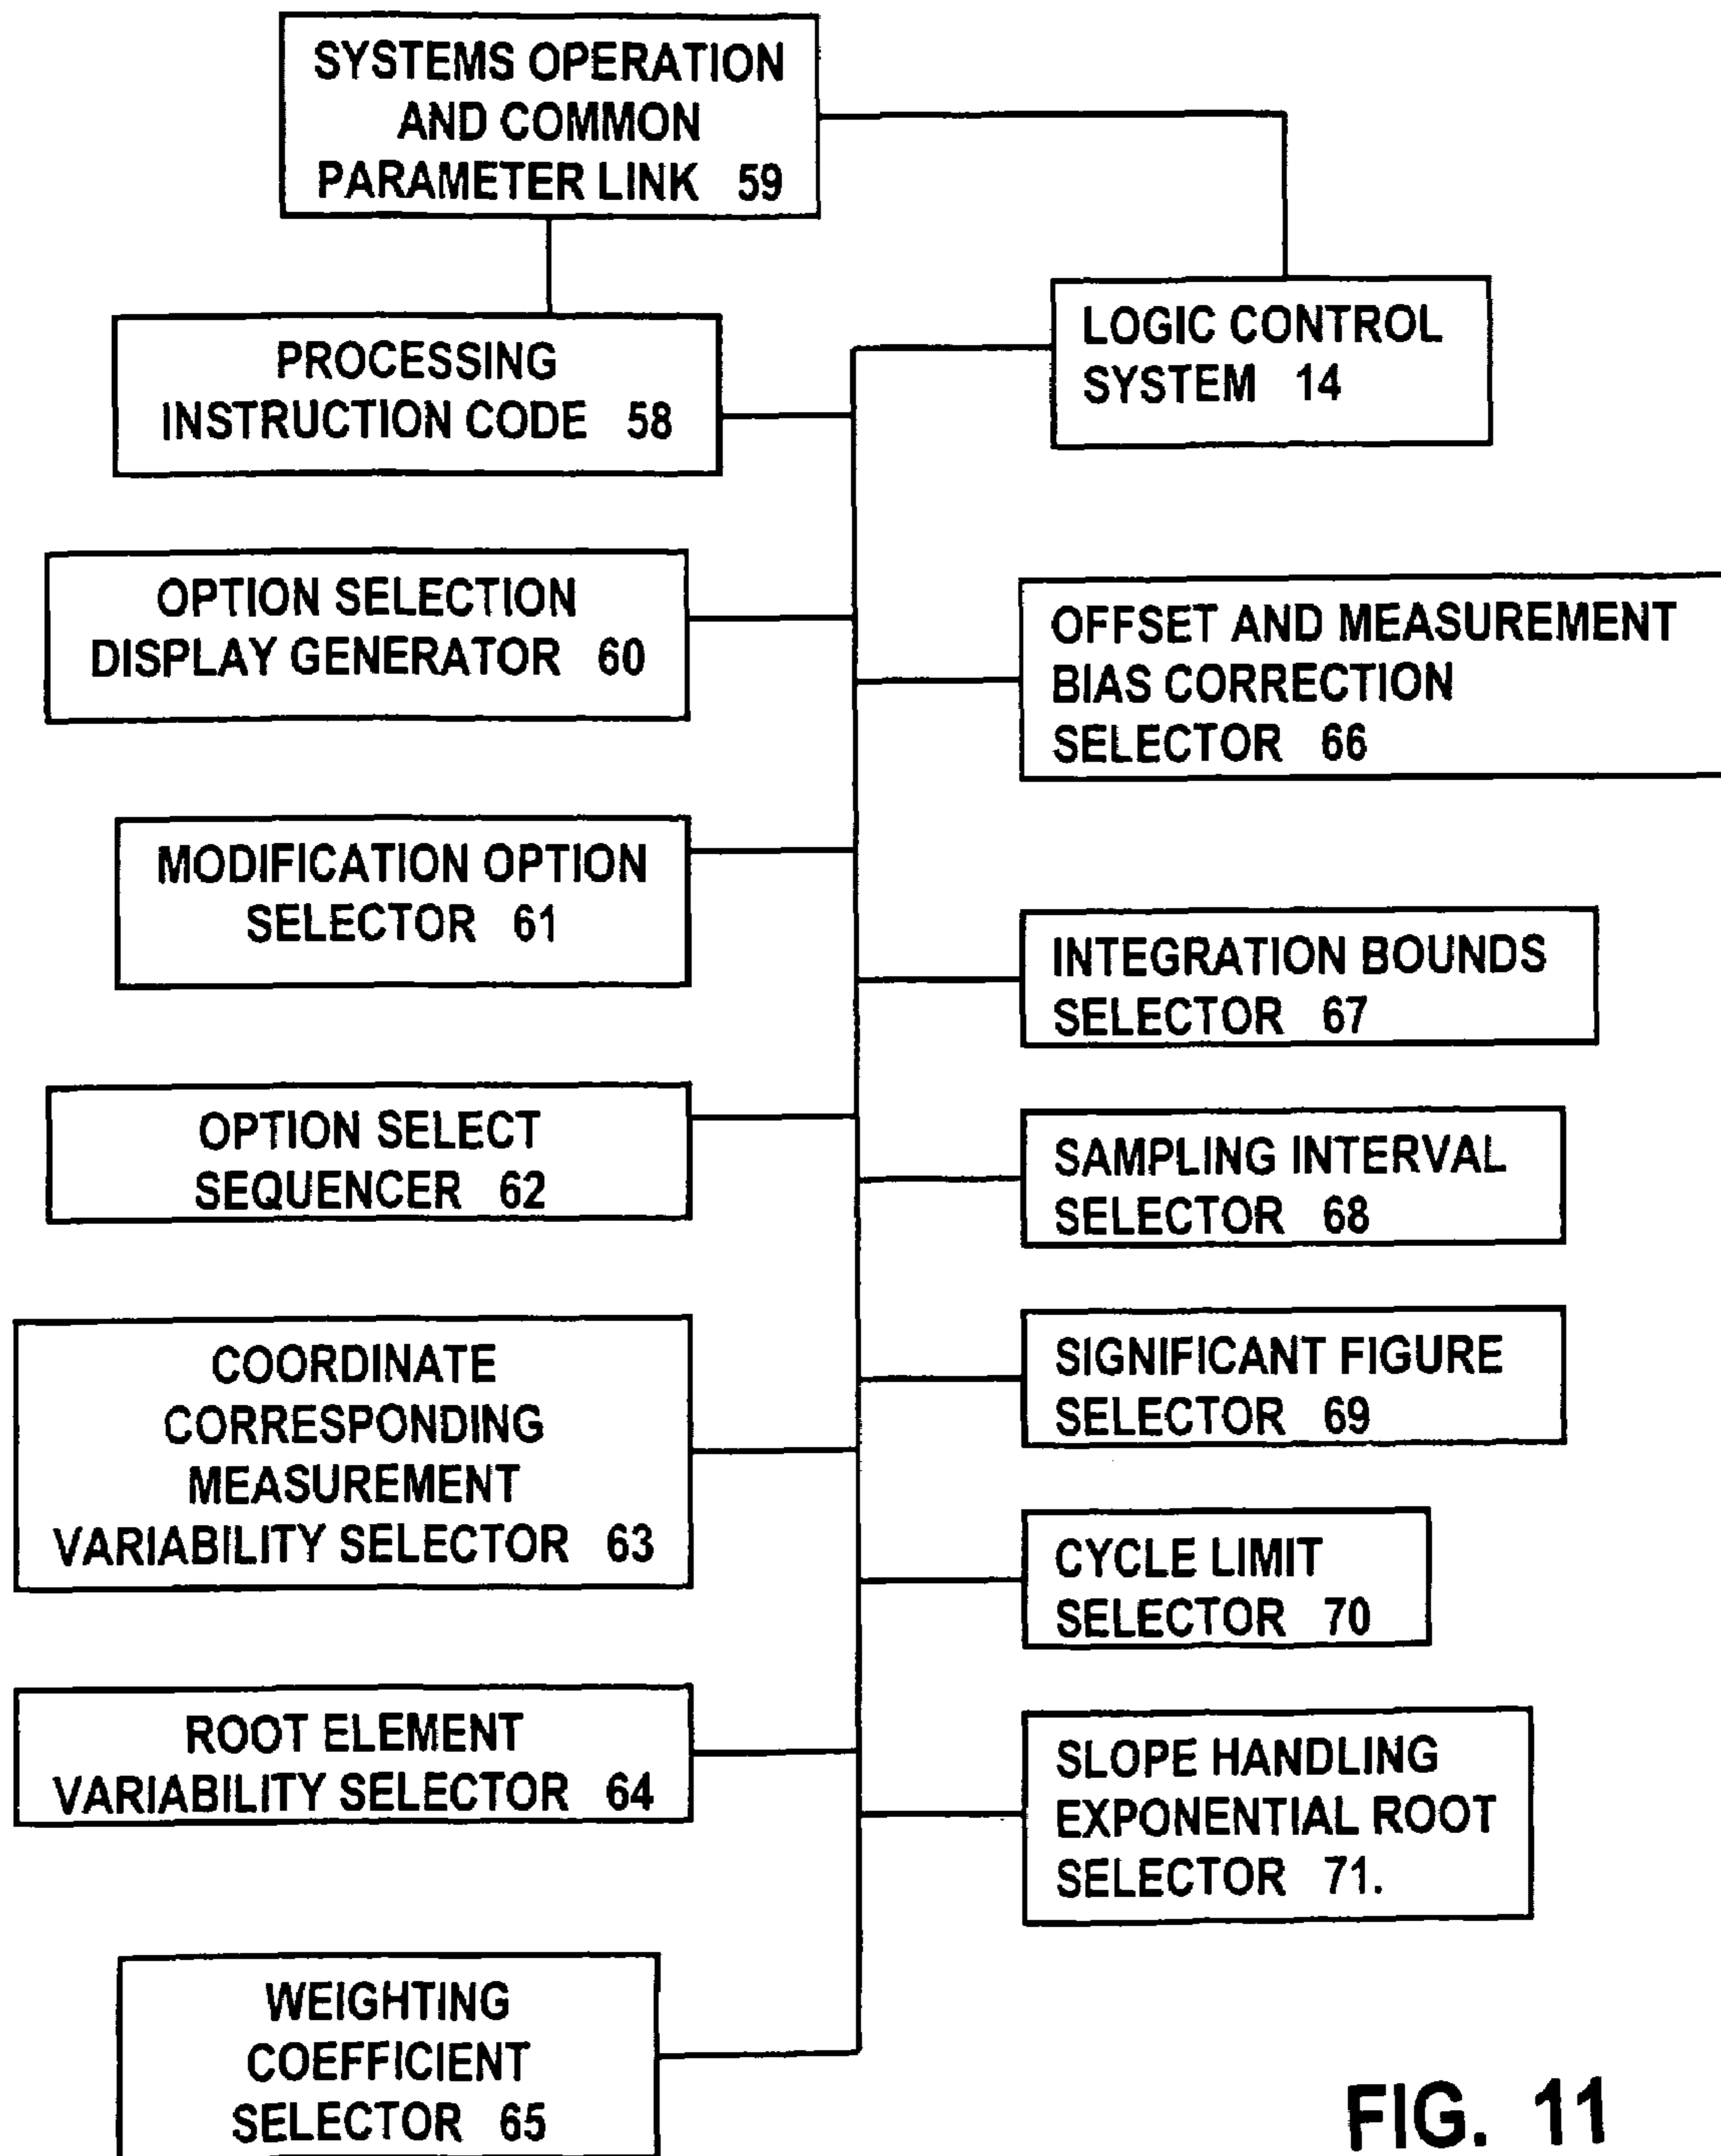 SYSTEMS OPERATION
AND COMMON
PARAMETER LINK 59
PROCESSING
INSTRUCTION CODE 58
LOGIC CONTROL
SYSTEM 14
OPTION SELECTION
DISPLAY GENERATOR 60
OFFSET AND MEASUREMENT
BIAS CORRECTION
SELECTOR 66
MODIFICATION OPTION
SELECTOR 61
INTEGRATION BOUNDS
SELECTOR 67
OPTION SELECT
SEQUENCER 62
SAMPLING INTERVAL
SELECTOR 68
COORDINATE
CORRESPONDING
MEASUREMENT
VARIABILITY SELECTOR 63
SIGNIFICANT FIGURE
SELECTOR 69
CYCLE LIMIT
SELECTOR 70
ROOT ELEMENT
VARIABILITY SELECTOR 64
SLOPE HANDLING
EXPONENTIAL ROOT
SELECTOR 71.
WEIGHTING
COEFFICIENT
SELECTOR 65
FIG. 11